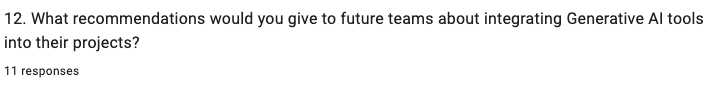 12. What recommendations would you give to future teams about integrating Generative AI tools
into their projects?
11 responses